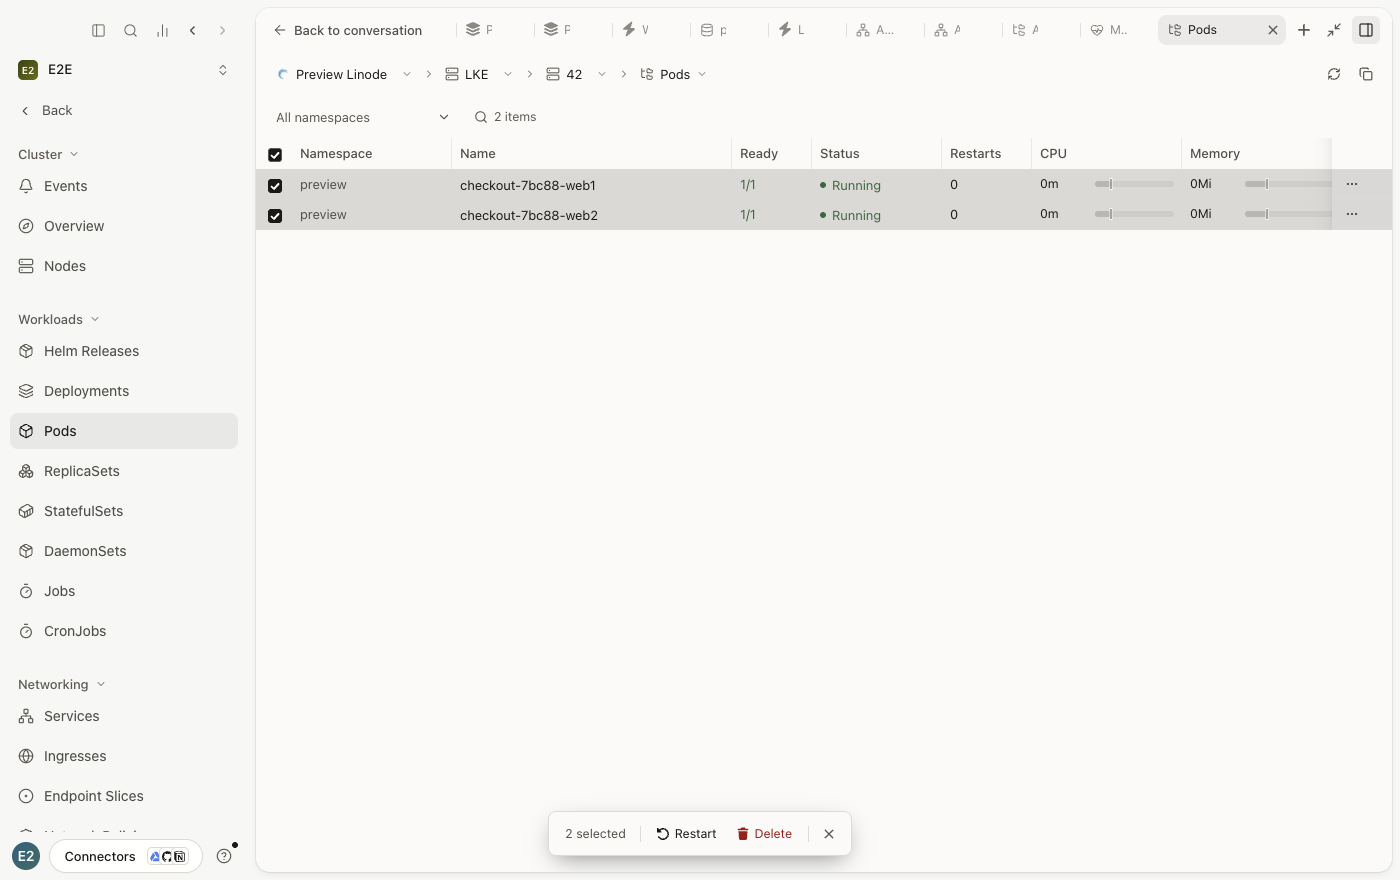 Back to conversation
P
P
L
A...
M..
Pods
E2 E2E
Preview Linode
LKE
42
Pods
Back
All namespaces
2 items
Cluster
Namespace Name Ready Status Restarts CPU Memory
Events
preview checkout-7bc88-web1 1/1 Running 0 0m 0Mi
preview checkout-7bc88-web2 1/1 Running 0 0m 0Mi
Overview
Nodes
Workloads
Helm Releases
Deployments
Pods
ReplicaSets
StatefulSets
DaemonSets
Jobs
CronJobs
Networking
Services
Ingresses
Endpoint Slices
2 selected Restart Delete
E2 Connectors